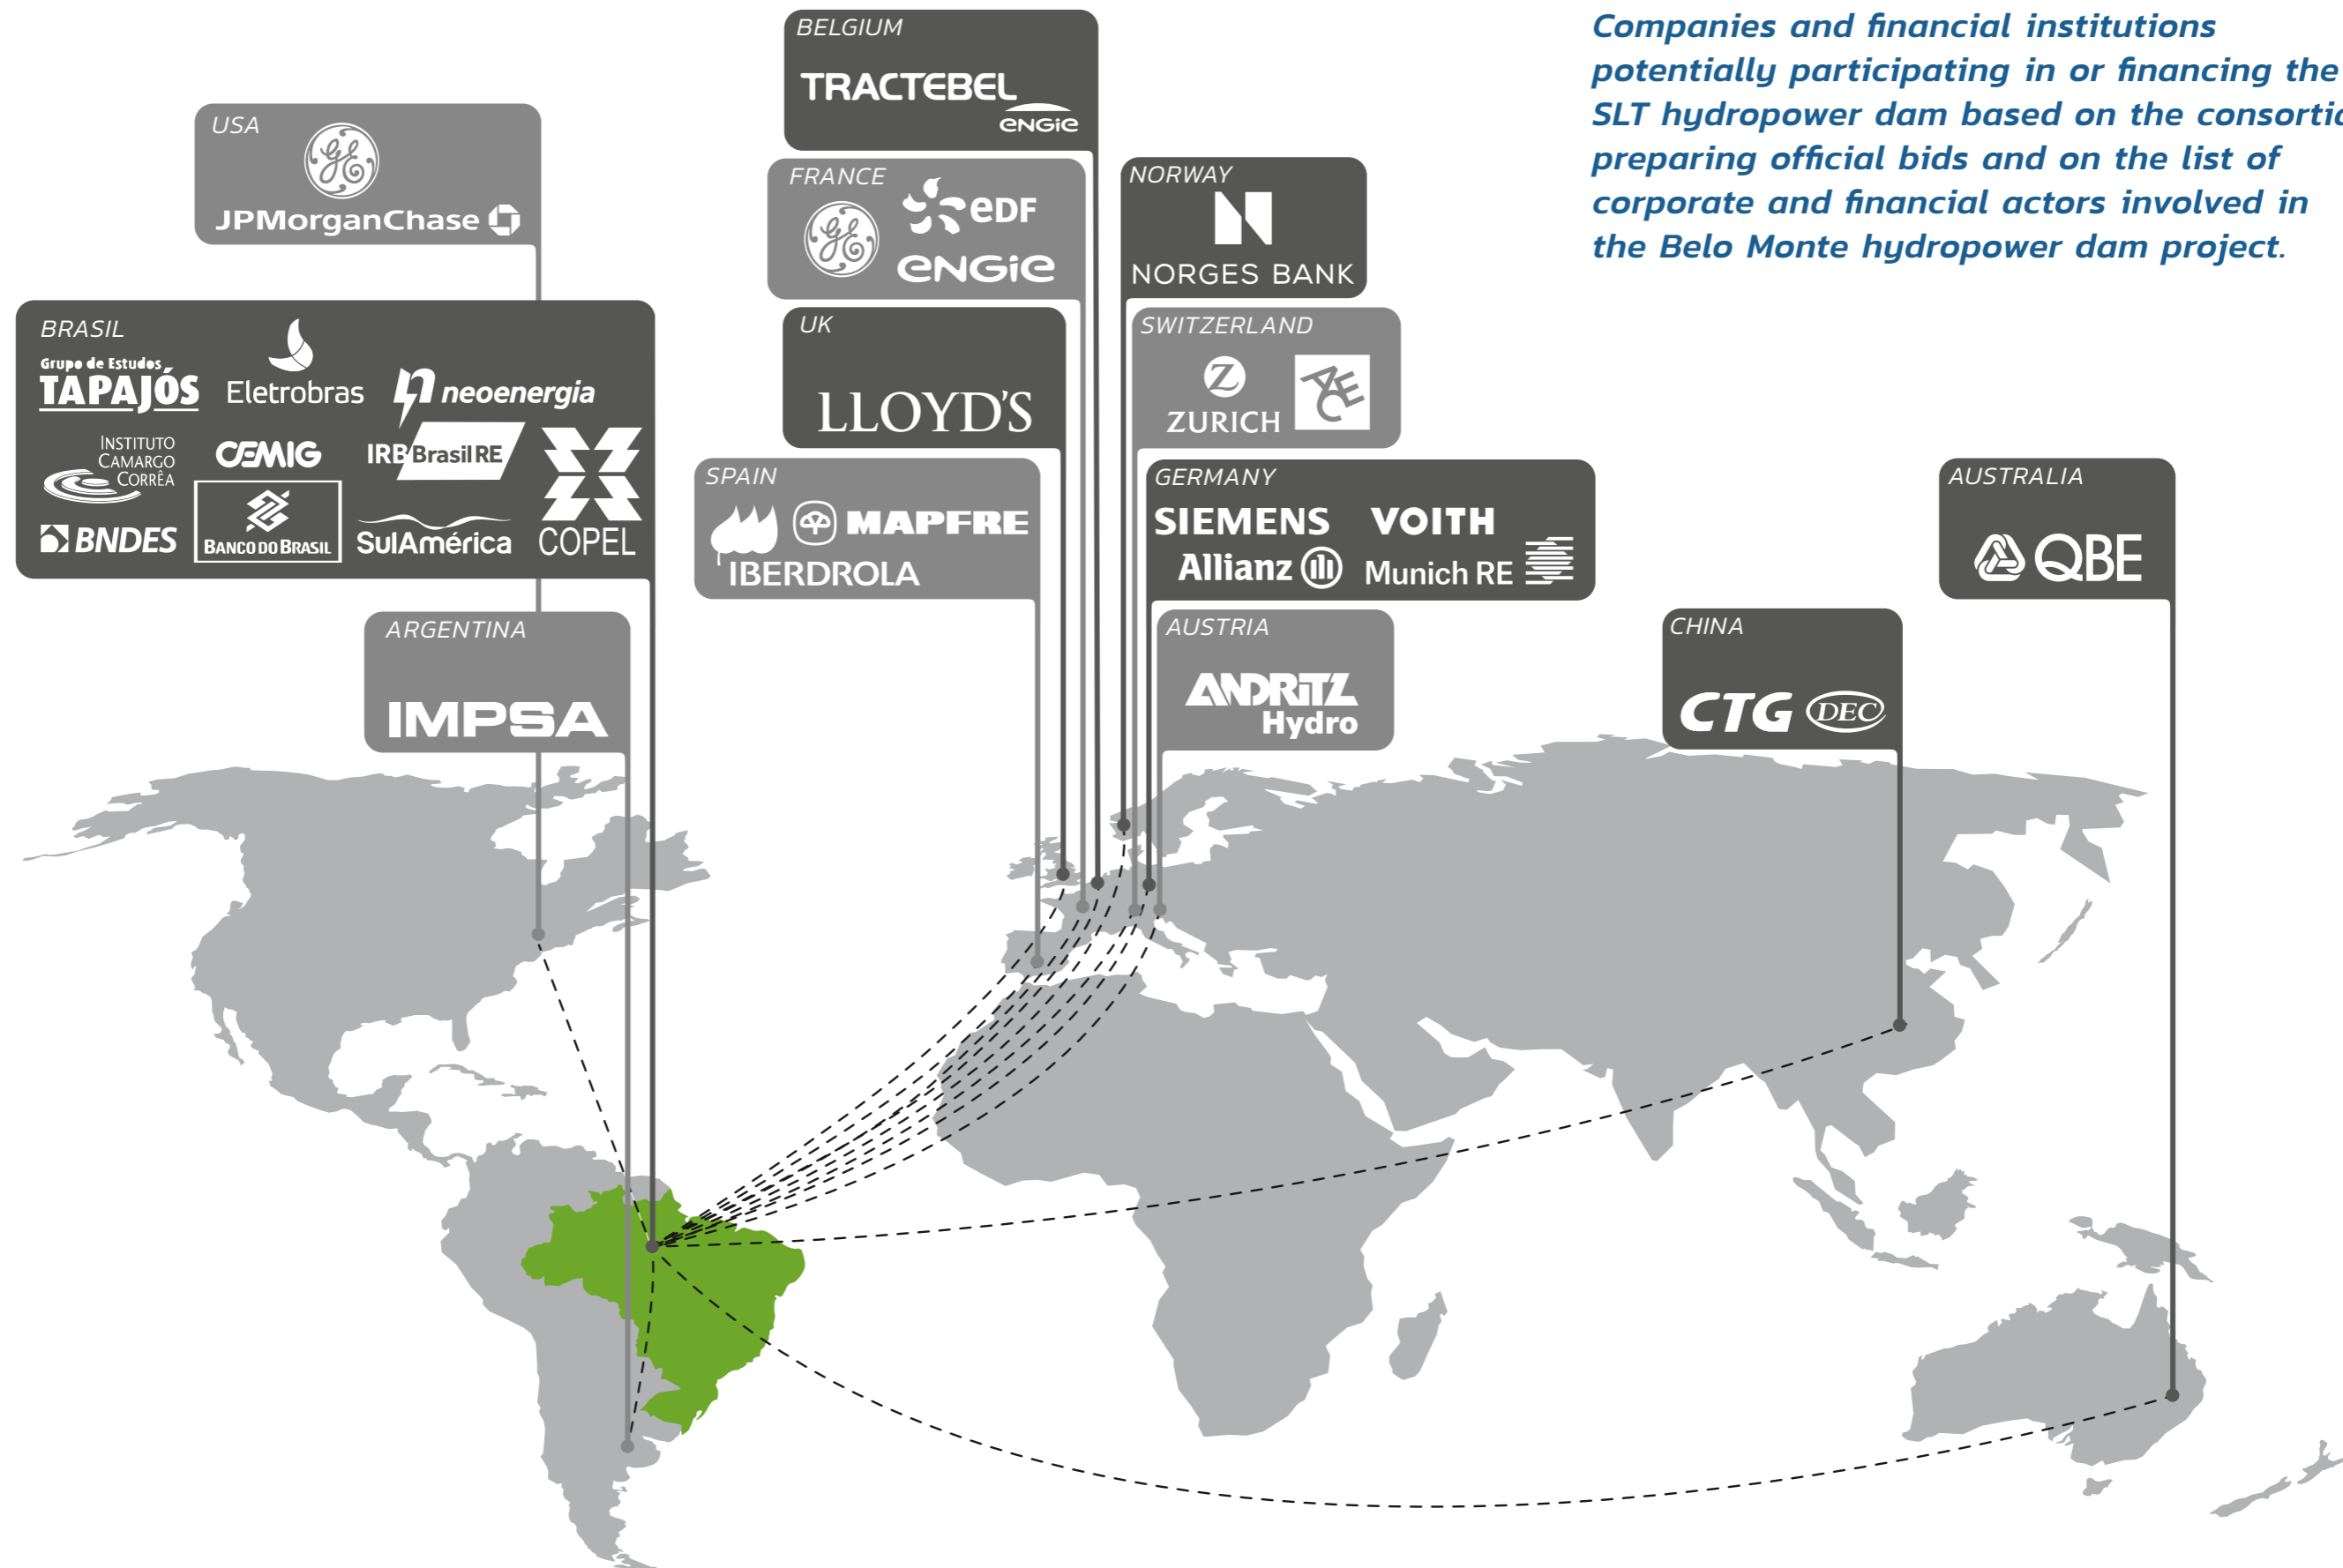 Companies and financial institutions
potentially participating in or financing the
SLT hydropower dam based on the consortia
preparing official bids and on the list of
corporate and financial actors involved in
the Belo Monte hydropower dam project.
USA
GE
JPMorganChase
BRASIL
Grupo de Estudos
TAPAJÓS
Eletrobras
neoenergia
INSTITUTO
CAMARGO
CORRÊA
CEMIG
IRB Brasil RE
COPEL
BNDES
BANCO DO BRASIL
SulAmérica
ARGENTINA
IMPSA
BELGIUM
TRACTEBEL
ENGIE
FRANCE
GE
eDF
ENGIE
UK
LLOYD'S
SPAIN
MAPFRE
IBERDROLA
NORWAY
N
NORGES BANK
SWITZERLAND
Z
ZURICH
ACE
GERMANY
SIEMENS VOITH
Allianz Munich RE
AUSTRIA
ANDRITZ
Hydro
CHINA
CTG DEC
AUSTRALIA
QBE